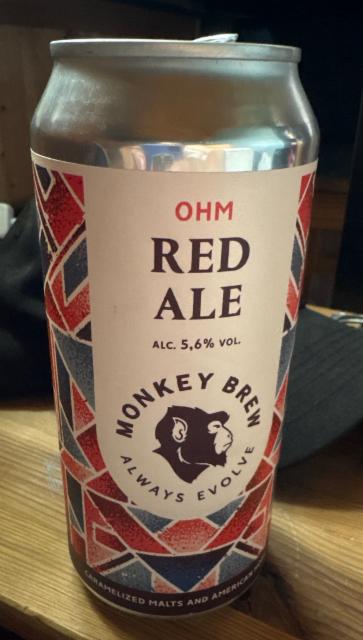 OHM
RED
ALE
ALC. 5,6% VOL.
MONKEY BREW
ALWAYS EVOLVE
CARAMELIZED MALTS AND AMERICAN